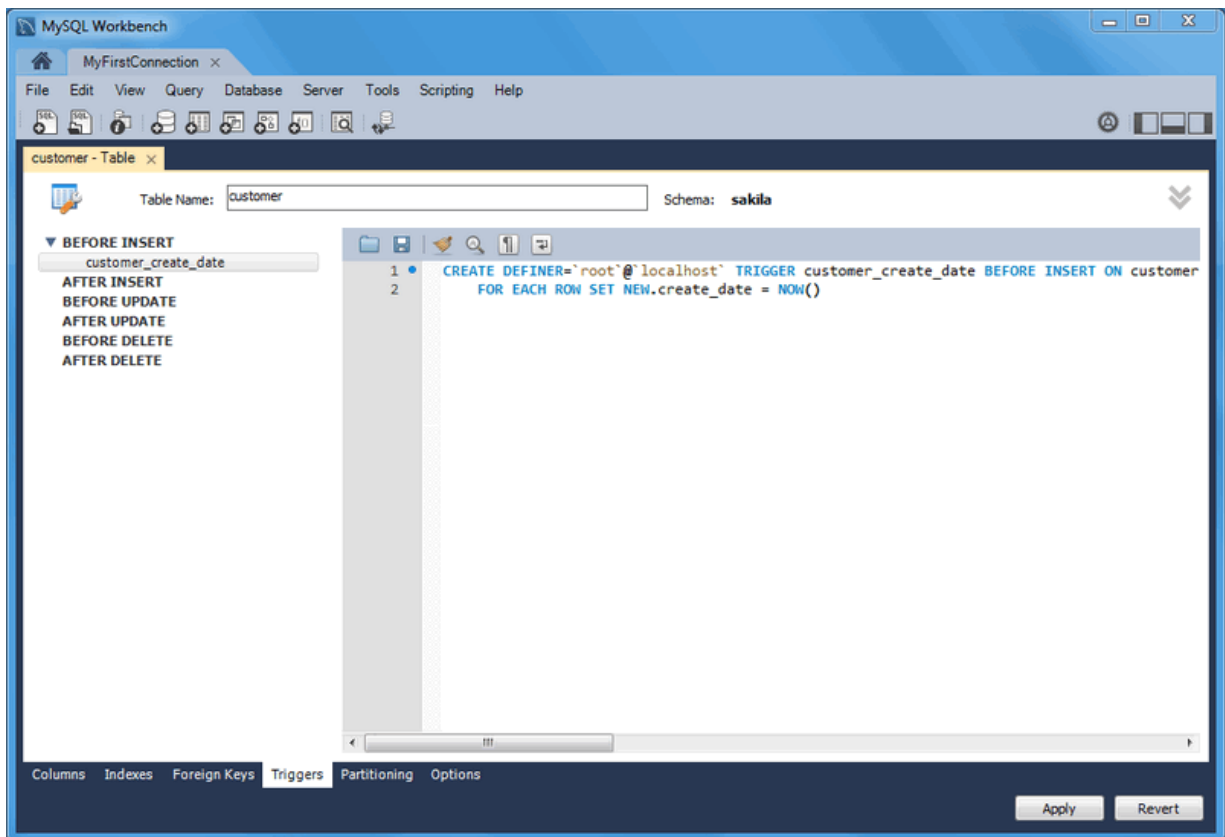 MySQL Workbench
MyFirstConnection
File Edit View Query Database Server Tools Scripting Help
customer - Table
Table Name: customer Schema: sakila
BEFORE INSERT
customer_create_date
AFTER INSERT
BEFORE UPDATE
AFTER UPDATE
BEFORE DELETE
AFTER DELETE
1 CREATE DEFINER=`root`@`localhost` TRIGGER customer_create_date BEFORE INSERT ON customer
2 FOR EACH ROW SET NEW.create_date = NOW()
Columns Indexes Foreign Keys Triggers Partitioning Options
Apply Revert